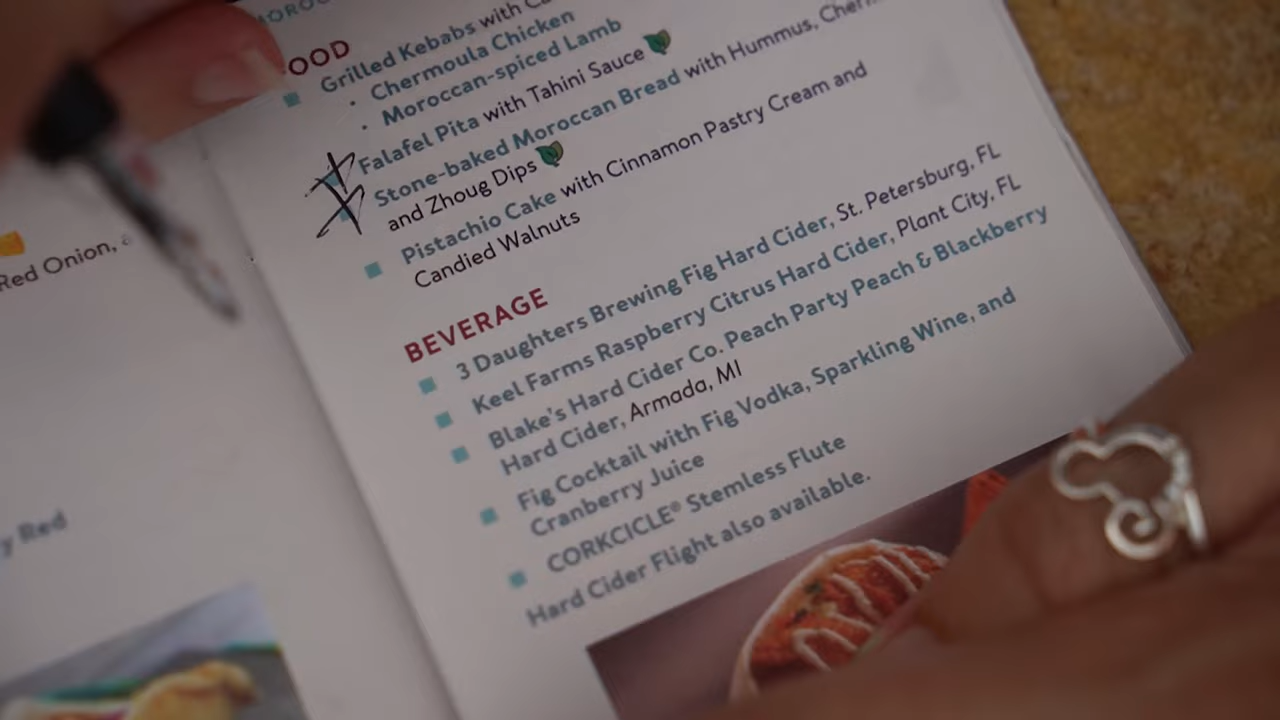 MOROC
OOD
Grilled Kebabs with
Chermoula Chicken
Moroccan-spiced Lamb
Falafel Pita with Tahini Sauce
Stone-baked Moroccan Bread with Hummus,
and Zhoug Dips
Pistachio Cake with Cinnamon Pastry Cream and
Candied Walnuts
BEVERAGE
3 Daughters Brewing Fig Hard Cider, St. Petersburg, FL
Keel Farms Raspberry Citrus Hard Cider, Plant City, FL
Blake's Hard Cider Co. Peach Party Peach & Blackberry
Hard Cider, Armada, MI
Fig Cocktail with Fig Vodka, Sparkling Wine, and
Cranberry Juice
CORKCICLE® Stemless Flute
Hard Cider Flight also available.
Red Onion,
y Red